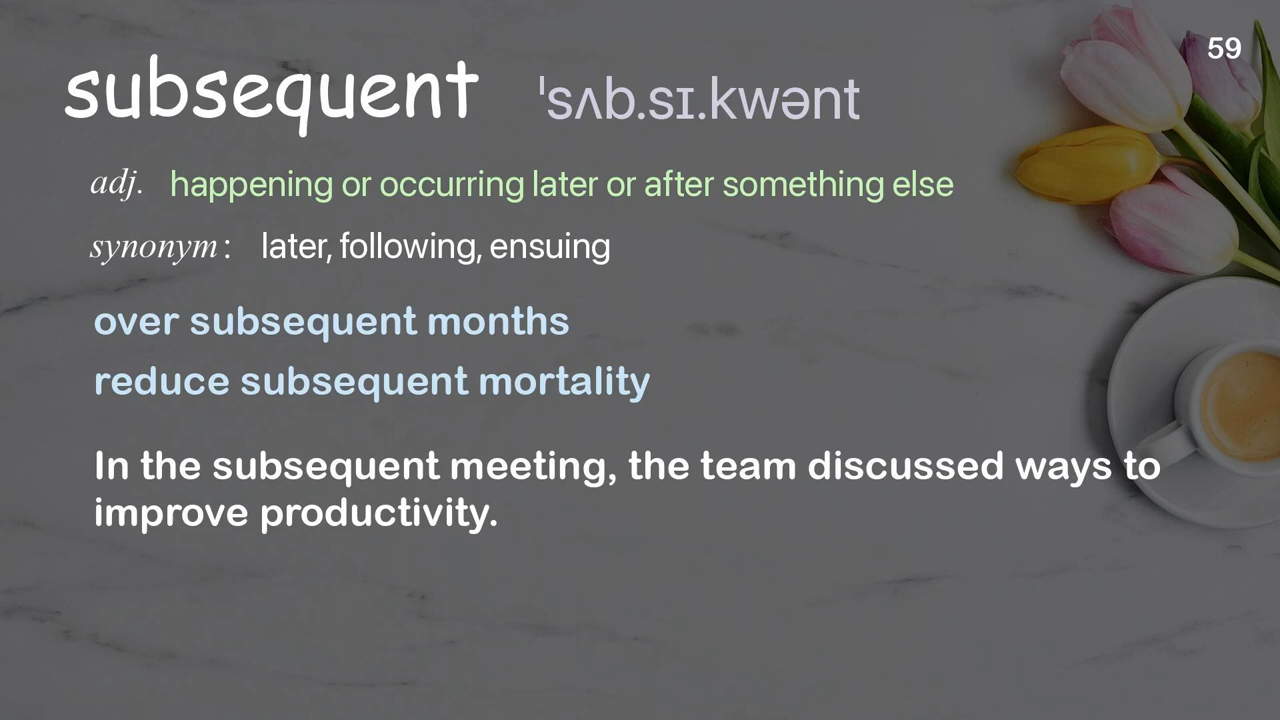 59
subsequent ˈsʌb.sɪ.kwənt
adj. happening or occurring later or after something else
synonym: later, following, ensuing
over subsequent months
reduce subsequent mortality
In the subsequent meeting, the team discussed ways to
improve productivity.